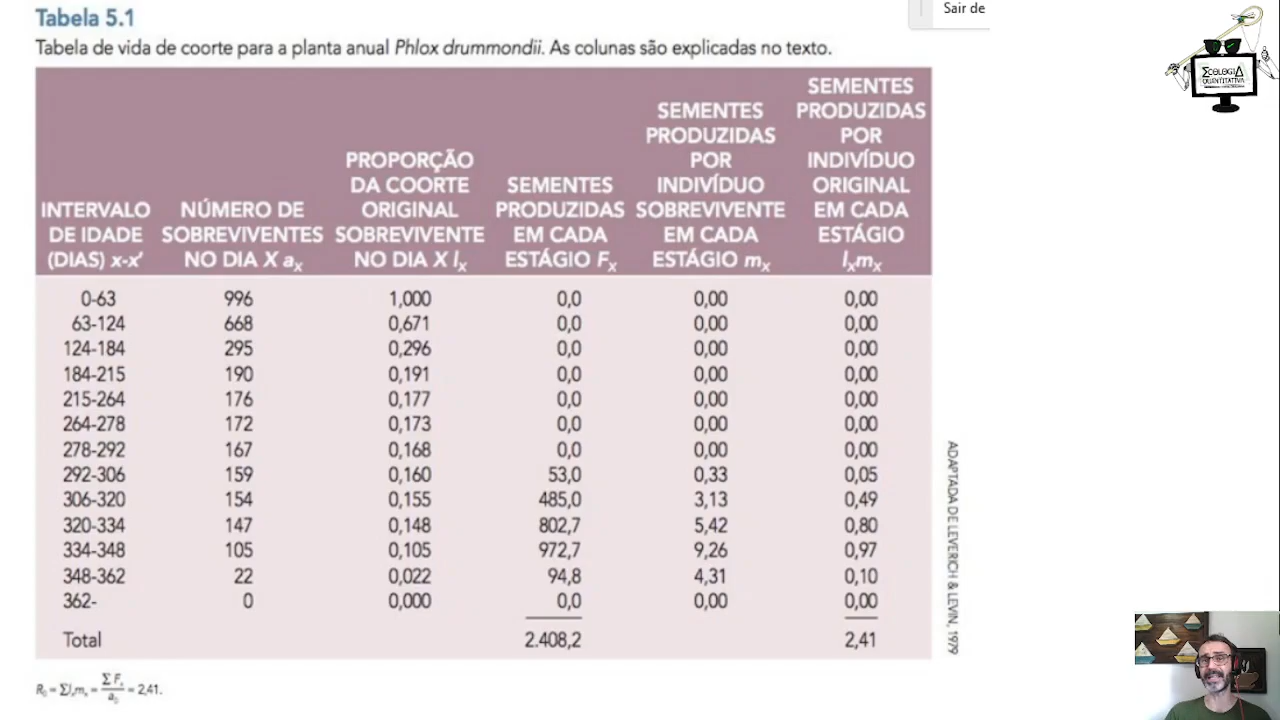 Tabela 5.1
Sair de
Tabela de vida de coorte para a planta anual Phlox drummondii. As colunas são explicadas no texto.
ECOLOGIA
QUANTITATIVA
INTERVALO DE IDADE (DIAS) x-x'
NÚMERO DE SOBREVIVENTES NO DIA X aₓ
PROPORÇÃO DA COORTE ORIGINAL SOBREVIVENTE NO DIA X lₓ
SEMENTES PRODUZIDAS EM CADA ESTÁGIO Fₓ
SEMENTES PRODUZIDAS POR INDIVÍDUO SOBREVIVENTE EM CADA ESTÁGIO mₓ
SEMENTES PRODUZIDAS POR INDIVÍDUO ORIGINAL EM CADA ESTÁGIO lₓmₓ
0-63 996 1,000 0,0 0,00 0,00
63-124 668 0,671 0,0 0,00 0,00
124-184 295 0,296 0,0 0,00 0,00
184-215 190 0,191 0,0 0,00 0,00
215-264 176 0,177 0,0 0,00 0,00
264-278 172 0,173 0,0 0,00 0,00
278-292 167 0,168 0,0 0,00 0,00
292-306 159 0,160 53,0 0,33 0,05
306-320 154 0,155 485,0 3,13 0,49
320-334 147 0,148 802,7 5,42 0,80
334-348 105 0,105 972,7 9,26 0,97
348-362 22 0,022 94,8 4,31 0,10
362- 0 0,000 0,0 0,00 0,00
Total 2.408,2 2,41
R₀ = Σlₓmₓ = ΣFₓ / a₀ = 2,41.
ADAPTADA DE LEVERICH & LEVIN, 1979